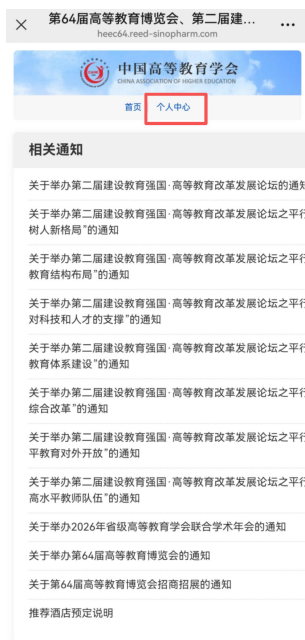 第64届高等教育博览会、第二届建...
heec64.reed-sinopharm.com
中国高等教育学会
CHINA ASSOCIATION OF HIGHER EDUCATION
首页 个人中心
相关通知
关于举办第二届建设教育强国·高等教育改革发展论坛的通知
关于举办第二届建设教育强国·高等教育改革发展论坛之平行
树人新格局”的通知
关于举办第二届建设教育强国·高等教育改革发展论坛之平行
教育结构布局”的通知
关于举办第二届建设教育强国·高等教育改革发展论坛之平行
对科技和人才的支撑”的通知
关于举办第二届建设教育强国·高等教育改革发展论坛之平行
教育体系建设”的通知
关于举办第二届建设教育强国·高等教育改革发展论坛之平行
综合改革”的通知
关于举办第二届建设教育强国·高等教育改革发展论坛之平行
平教育对外开放”的通知
关于举办第二届建设教育强国·高等教育改革发展论坛之平行
高水平教师队伍”的通知
关于举办2026年省级高等教育学会联合学术年会的通知
关于举办第64届高等教育博览会的通知
关于第64届高等教育博览会招商招展的通知
推荐酒店预定说明